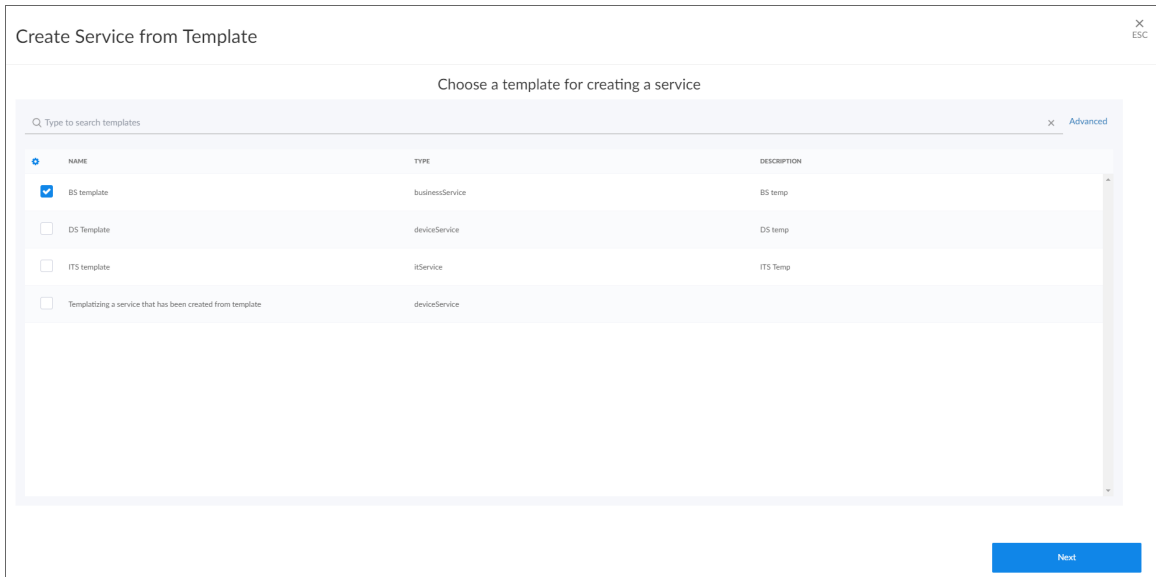 Create Service from Template
ESC
Choose a template for creating a service
Type to search templates
Advanced
NAME TYPE DESCRIPTION
BS template businessService BS temp
DS Template deviceService DS temp
ITS template itService ITS Temp
Templatizing a service that has been created from template deviceService
Next